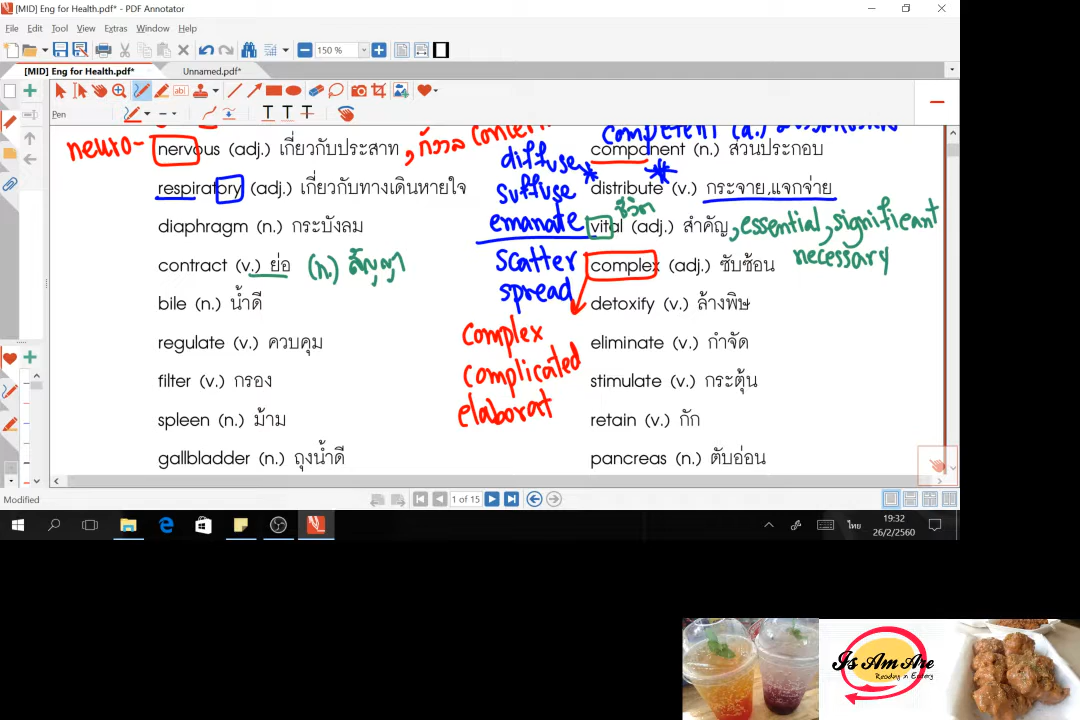 [MID] Eng for Health.pdf* - PDF Annotator
File Edit Tool View Extras Window Help
150 %
[MID] Eng for Health.pdf* Unnamed.pdf*
Pen
neuro- nervous (adj.) เกี่ยวกับประสาท , กังวล concern
respiratory (adj.) เกี่ยวกับทางเดินหายใจ
diaphragm (n.) กระบังลม
contract (v.) ย่อ (n.) สัญญา
bile (n.) น้ำดี
regulate (v.) ควบคุม
filter (v.) กรอง
spleen (n.) ม้าม
gallbladder (n.) ถุงน้ำดี
diffuse
suffuse
emanate
scatter
spread
complex
complicated
elaborat
competent (a.)
component (n.) ส่วนประกอบ
distribute (v.) กระจาย,แจกจ่าย
ชีวิต
vital (adj.) สำคัญ , essential, significant
necessary
complex (adj.) ซับซ้อน
detoxify (v.) ล้างพิษ
eliminate (v.) กำจัด
stimulate (v.) กระตุ้น
retain (v.) กัก
pancreas (n.) ตับอ่อน
Modified
1 of 15
ไทย
19:32
26/2/2560
Is Am Are
Reading is Eatery